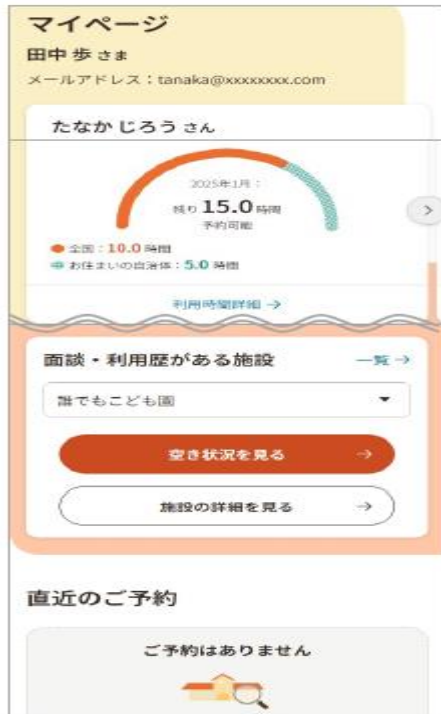 マイページ
田中 歩 さま
メールアドレス：tanaka@xxxxxxxx.com
たなか じろう さん
2025年1月：
残り 15.0 時間
予約可能
全国：10.0 時間
お住まいの自治体：5.0 時間
利用時間詳細 →
面談・利用歴がある施設 一覧 →
誰でもこども園
空き状況を見る →
施設の詳細を見る →
直近のご予約
ご予約はありません